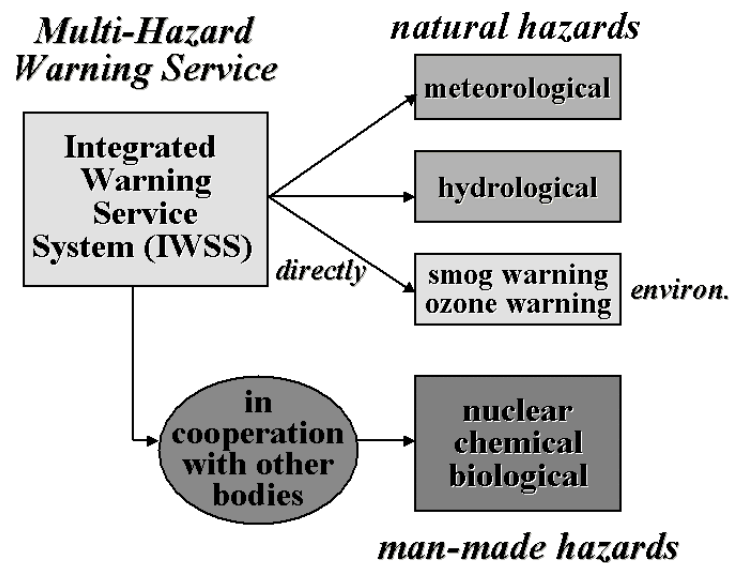 Multi-Hazard
Warning Service
natural hazards
Integrated
Warning
Service
System (IWSS)
meteorological
hydrological
directly
smog warning
ozone warning
environ.
in
cooperation
with other
bodies
nuclear
chemical
biological
man-made hazards